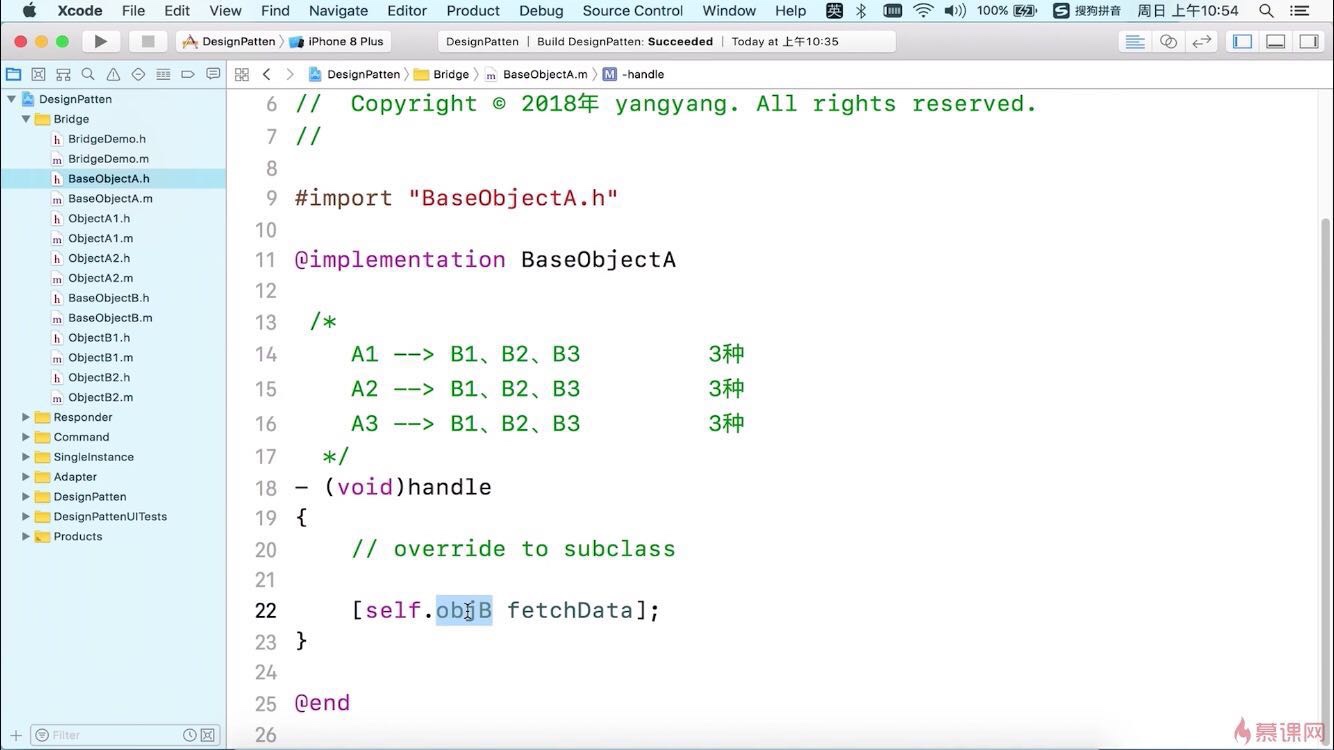 Xcode File Edit View Find Navigate Editor Product Debug Source Control Window Help 英 100% 搜狗拼音 周日 上午10:54
DesignPatten iPhone 8 Plus DesignPatten | Build DesignPatten: Succeeded | Today at 上午10:35
DesignPatten Bridge m BaseObjectA.m M -handle
DesignPatten
Bridge
h BridgeDemo.h
m BridgeDemo.m
h BaseObjectA.h
m BaseObjectA.m
h ObjectA1.h
m ObjectA1.m
h ObjectA2.h
m ObjectA2.m
h BaseObjectB.h
m BaseObjectB.m
h ObjectB1.h
m ObjectB1.m
h ObjectB2.h
m ObjectB2.m
Responder
Command
SingleInstance
Adapter
DesignPatten
DesignPattenUITests
Products
Filter
6 // Copyright © 2018年 yangyang. All rights reserved.
7 //
8
9 #import "BaseObjectA.h"
10
11 @implementation BaseObjectA
12
13 /*
14 A1 --> B1、B2、B3 3种
15 A2 --> B1、B2、B3 3种
16 A3 --> B1、B2、B3 3种
17 */
18 - (void)handle
19 {
20 // override to subclass
21
22 [self.objB fetchData];
23 }
24
25 @end
26
慕课网